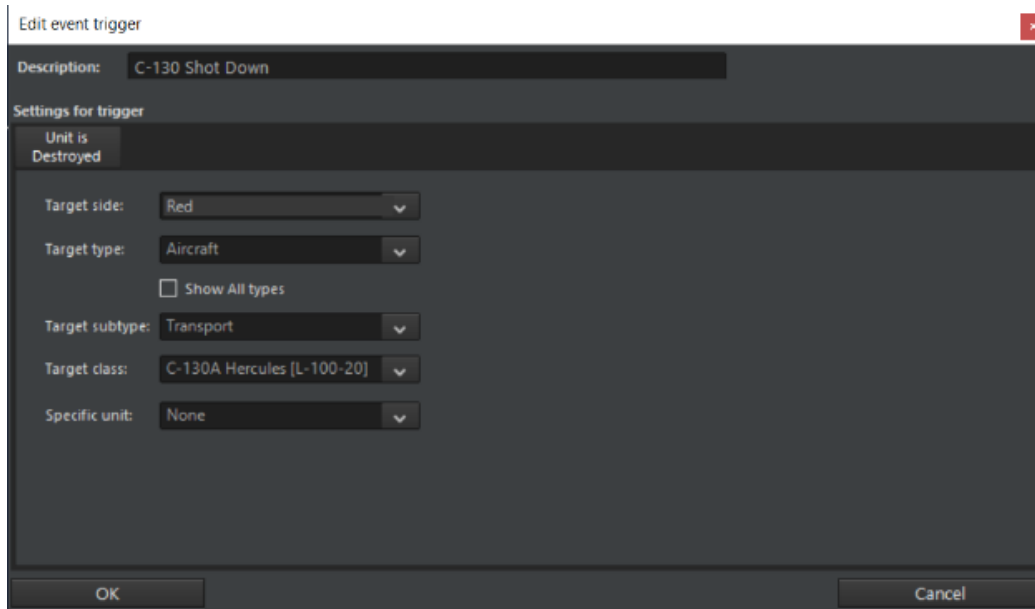 Edit event trigger
Description: C-130 Shot Down
Settings for trigger
Unit is
Destroyed
Target side: Red
Target type: Aircraft
Show All types
Target subtype: Transport
Target class: C-130A Hercules [L-100-20]
Specific unit: None
OK Cancel